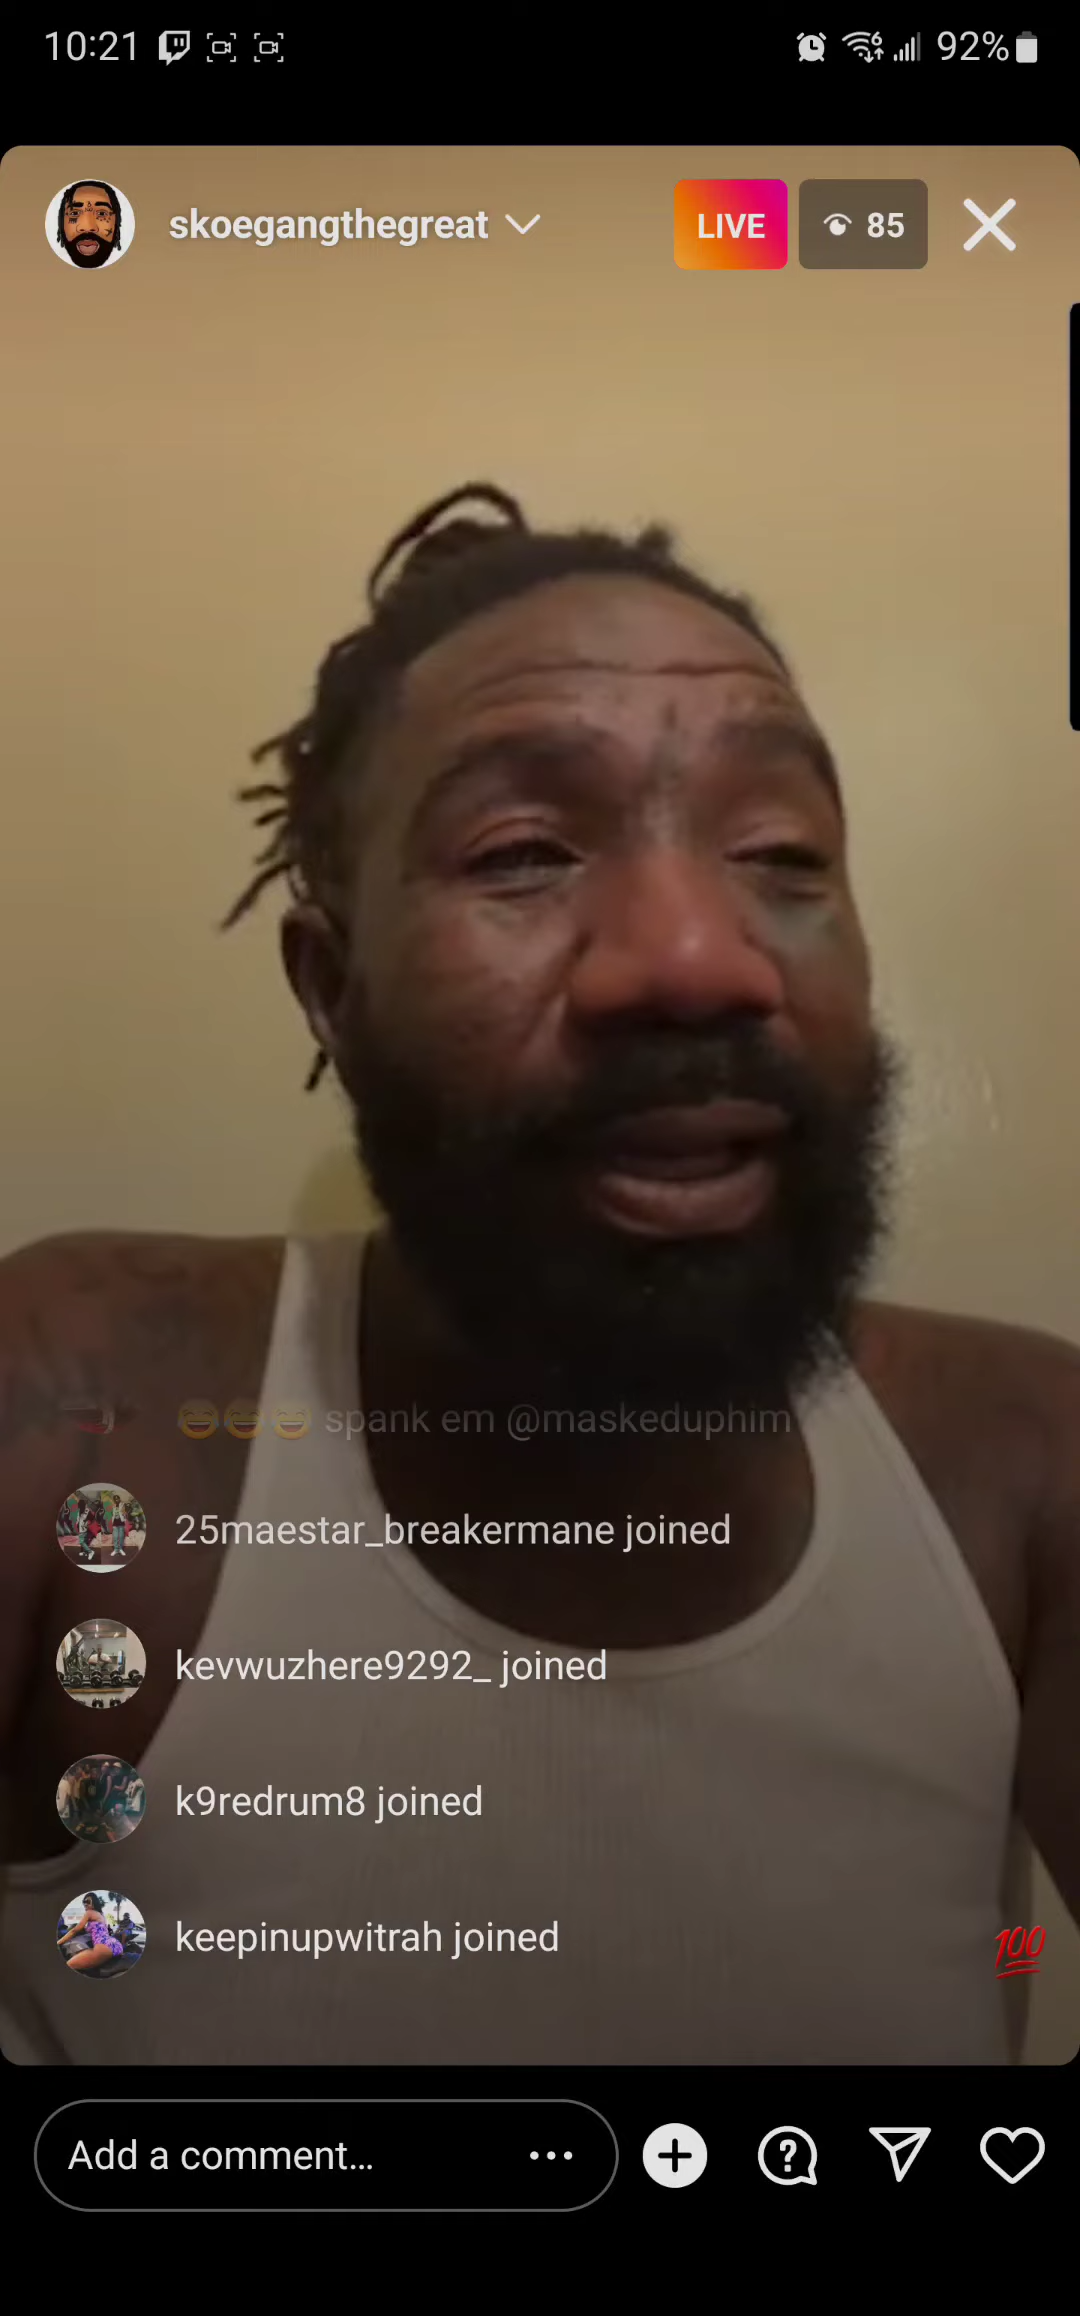 10:21
6
92%
skoegangthegreat
LIVE
85
😄😄😄 spank em @maskeduphim
25maestar_breakermane joined
kevwuzhere9292_ joined
k9redrum8 joined
keepinupwitrah joined
💯
Add a comment...